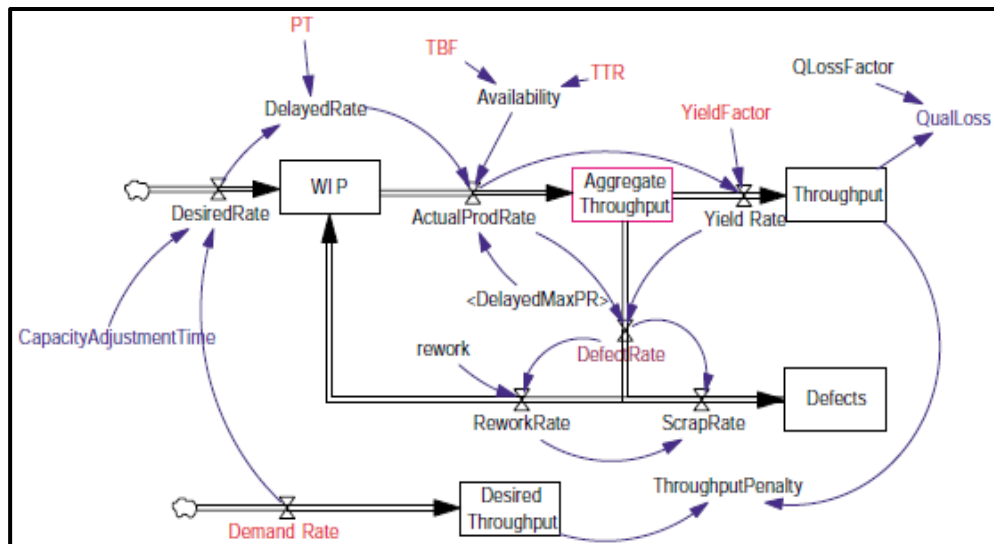 PT
TBF
TTR
QLossFactor
DelayedRate
Availability
YieldFactor
QualLoss
WIP
Aggregate
Throughput
Throughput
DesiredRate
ActualProdRate
Yield Rate
<DelayedMaxPR>
CapacityAdjustmentTime
rework
DefectRate
Defects
ReworkRate
ScrapRate
ThroughputPenalty
Desired
Throughput
Demand Rate